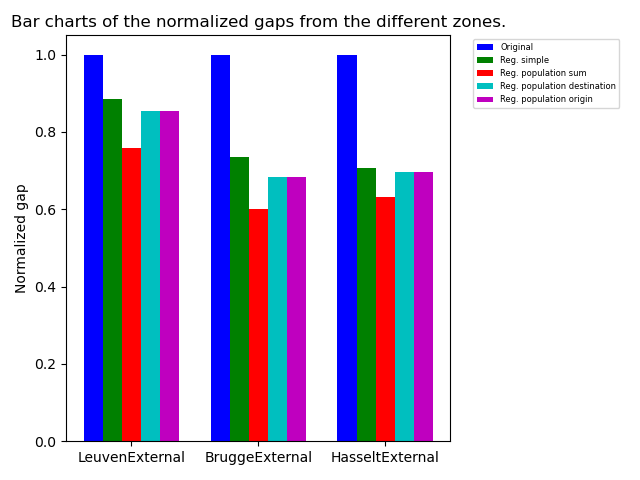 Bar charts of the normalized gaps from the different zones.
Original
Reg. simple
Reg. population sum
Reg. population destination
Reg. population origin
Normalized gap
1.0
0.8
0.6
0.4
0.2
0.0
LeuvenExternal BruggeExternal HasseltExternal